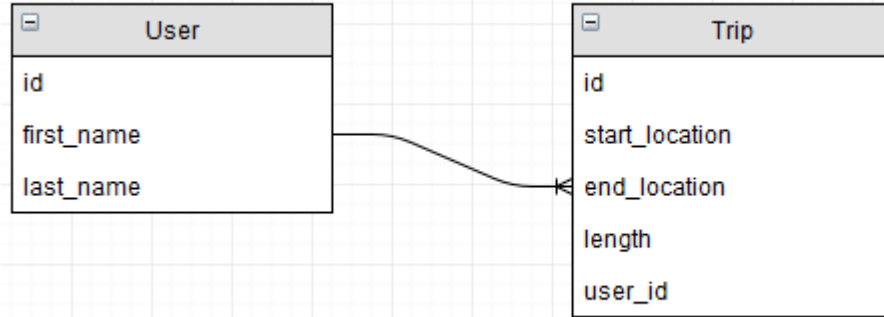 User
id
first_name
last_name
Trip
id
start_location
end_location
length
user_id